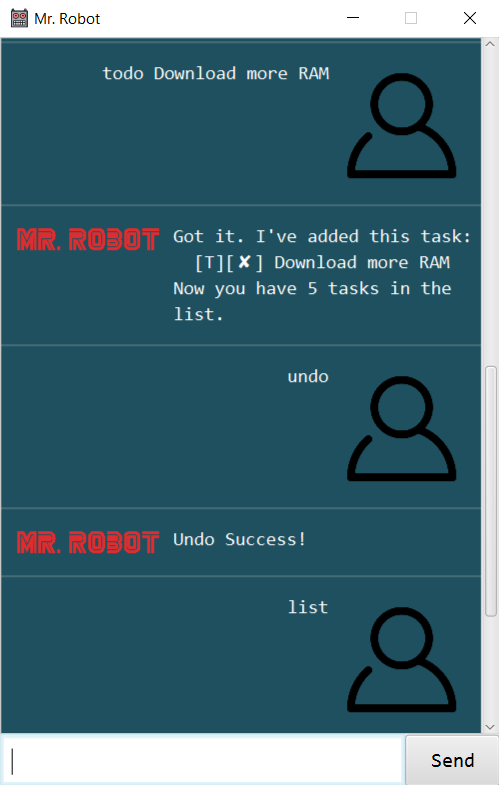 Mr. Robot
todo Download more RAM
MR. ROBOT
Got it. I've added this task:
[T][✘] Download more RAM
Now you have 5 tasks in the
list.
undo
MR. ROBOT
Undo Success!
list
Send